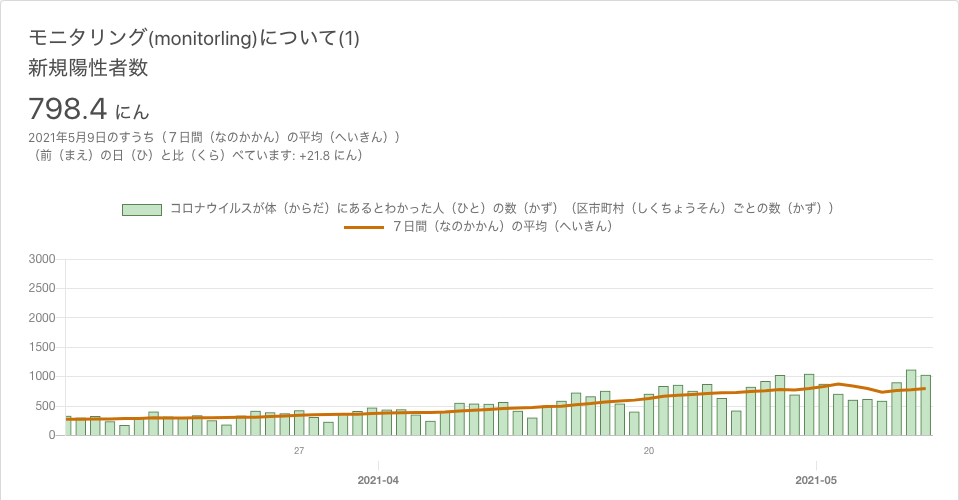 モニタリング(monitorling)について(1)
新規陽性者数
798.4 にん
2021年5月9日のすうち（７日間（なのかかん）の平均（へいきん））
（前（まえ）の日（ひ）と比（くら）べています: +21.8 にん）
コロナウイルスが体（からだ）にあるとわかった人（ひと）の数（かず）（区市町村（しくちょうそん）ごとの数（かず））
７日間（なのかかん）の平均（へいきん）
3000
2500
2000
1500
1000
500
0
27 20
2021-04 2021-05